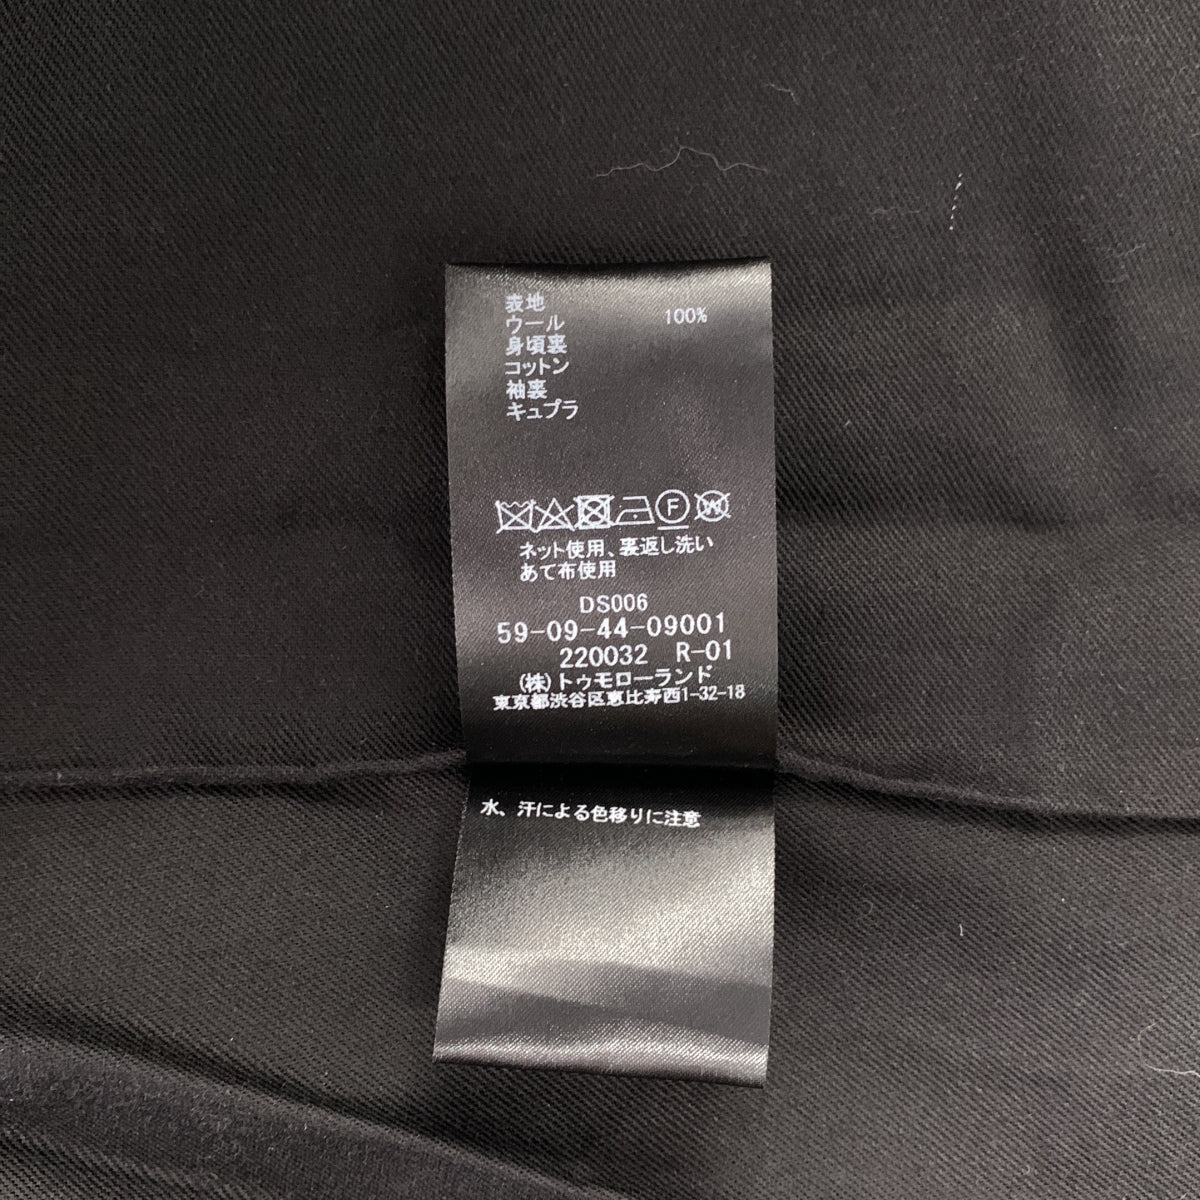 表地
ウール 100%
身頃裏
コットン
袖裏
キュプラ
F W
ネット使用、裏返し洗い
あて布使用
DS006
59-09-44-09001
220032 R-01
(株)トゥモローランド
東京都渋谷区恵比寿西1-32-18
水、汗による色移りに注意